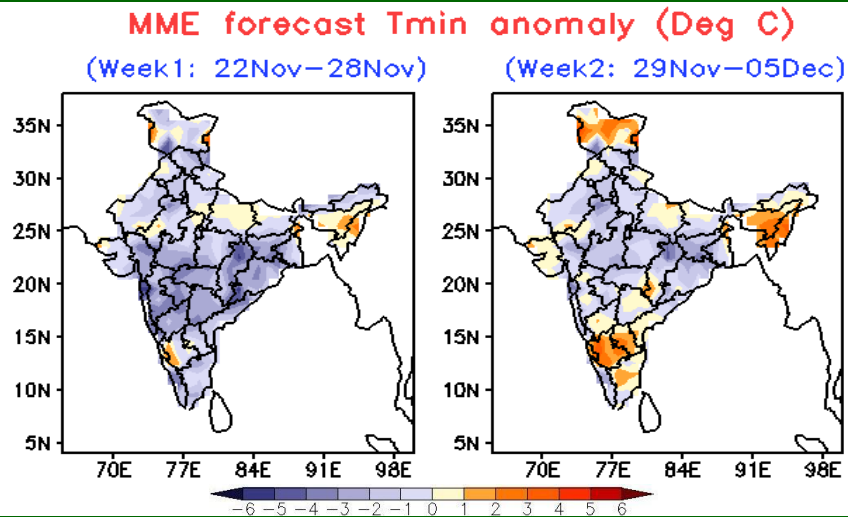 MME forecast Tmin anomaly (Deg C)
(Week1: 22Nov−28Nov)
(Week2: 29Nov−05Dec)
35N
30N
25N
20N
15N
10N
5N
70E 77E 84E 91E 98E
35N
30N
25N
20N
15N
10N
5N
70E 77E 84E 91E 98E
−6 −5 −4 −3 −2 −1 0 1 2 3 4 5 6